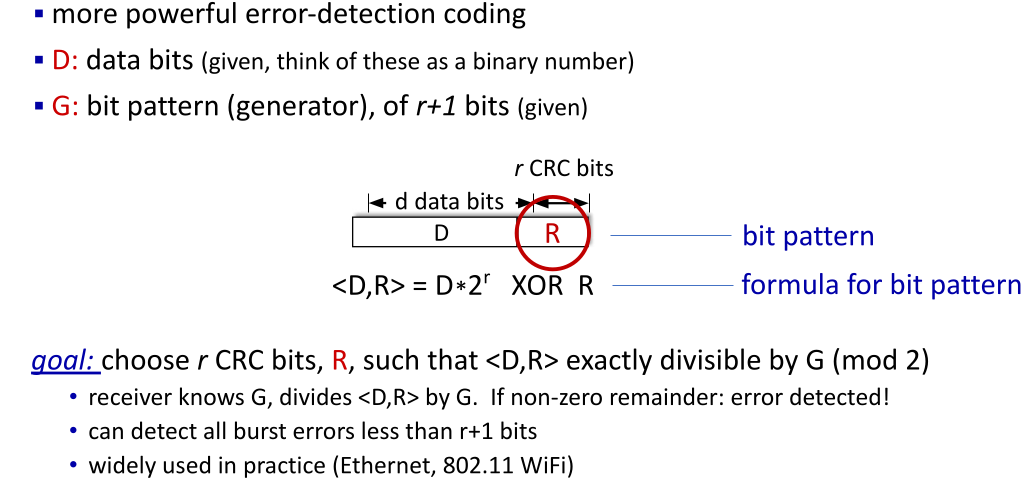 ▪ more powerful error-detection coding
▪ D: data bits (given, think of these as a binary number)
▪ G: bit pattern (generator), of r+1 bits (given)
r CRC bits
d data bits
D R bit pattern
<D,R> = D*2^r XOR R formula for bit pattern
goal: choose r CRC bits, R, such that <D,R> exactly divisible by G (mod 2)
• receiver knows G, divides <D,R> by G. If non-zero remainder: error detected!
• can detect all burst errors less than r+1 bits
• widely used in practice (Ethernet, 802.11 WiFi)